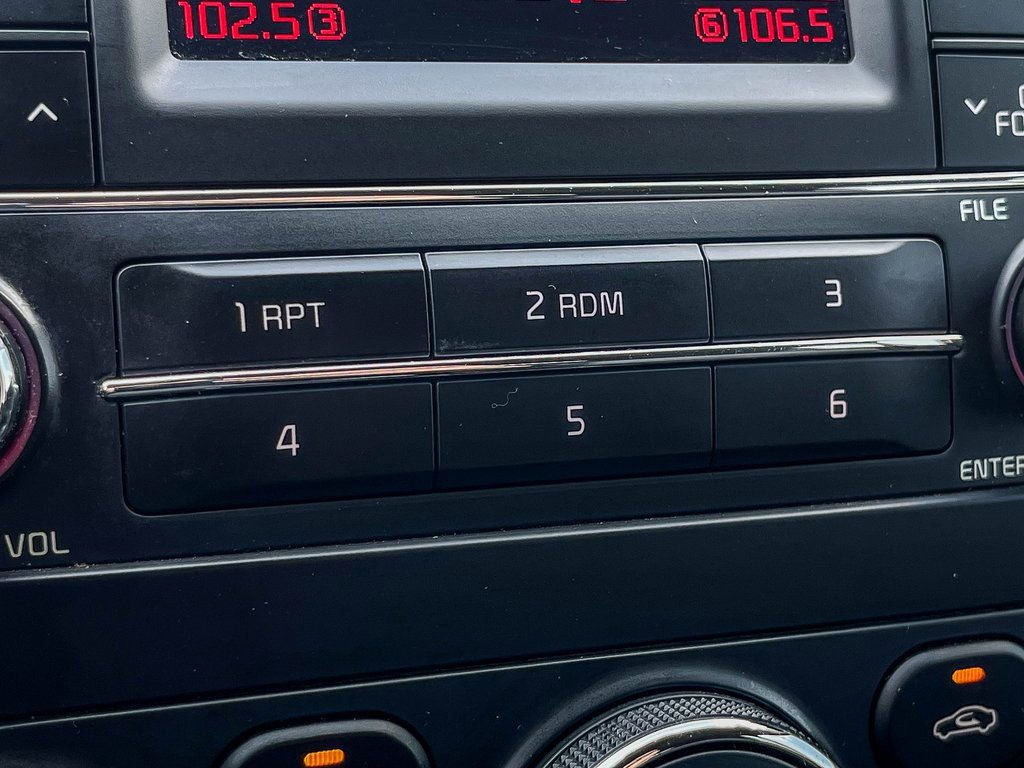 102.5 ③ ⑥ 106.5
FILE
1 RPT 2 RDM 3
4 5 6
ENTER
VOL